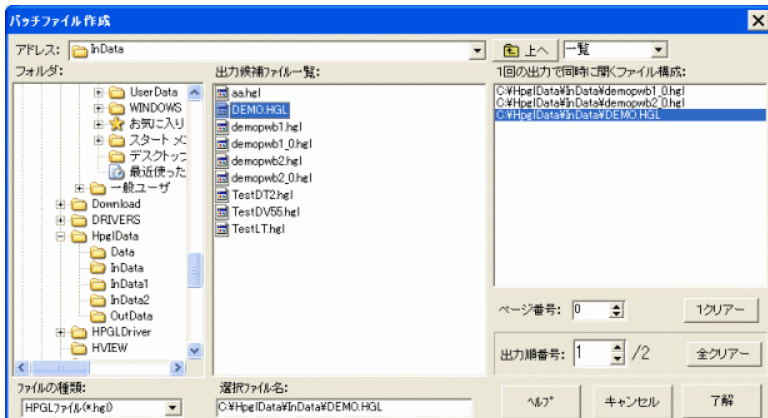 バッチファイル作成
アドレス: InData
上へ 一覧
フォルダ:
出力候補ファイル一覧:
1回の出力で同時に開くファイル構成:
UserData
WINDOWS
お気に入り
スタート メニ
デスクトップ
最近使った
一般ユーザ
Download
DRIVERS
HpglData
Data
InData
InData1
InData2
OutData
HPGLDriver
HVIEW
aa.hgl
DEMO.HGL
demopwb1.hgl
demopwb1_0.hgl
demopwb2.hgl
demopwb2_0.hgl
TestDT2.hgl
TestDV55.hgl
TestLT.hgl
C:¥HpglData¥InData¥demopwb1_0.hgl
C:¥HpglData¥InData¥demopwb2_0.hgl
C:¥HpglData¥InData¥DEMO.HGL
ページ番号: 0 1クリアー
出力順番号: 1 /2 全クリアー
ファイルの種類:
HPGLファイル(*.hgl)
選択ファイル名:
C:¥HpglData¥InData¥DEMO.HGL
ヘルプ キャンセル 了解